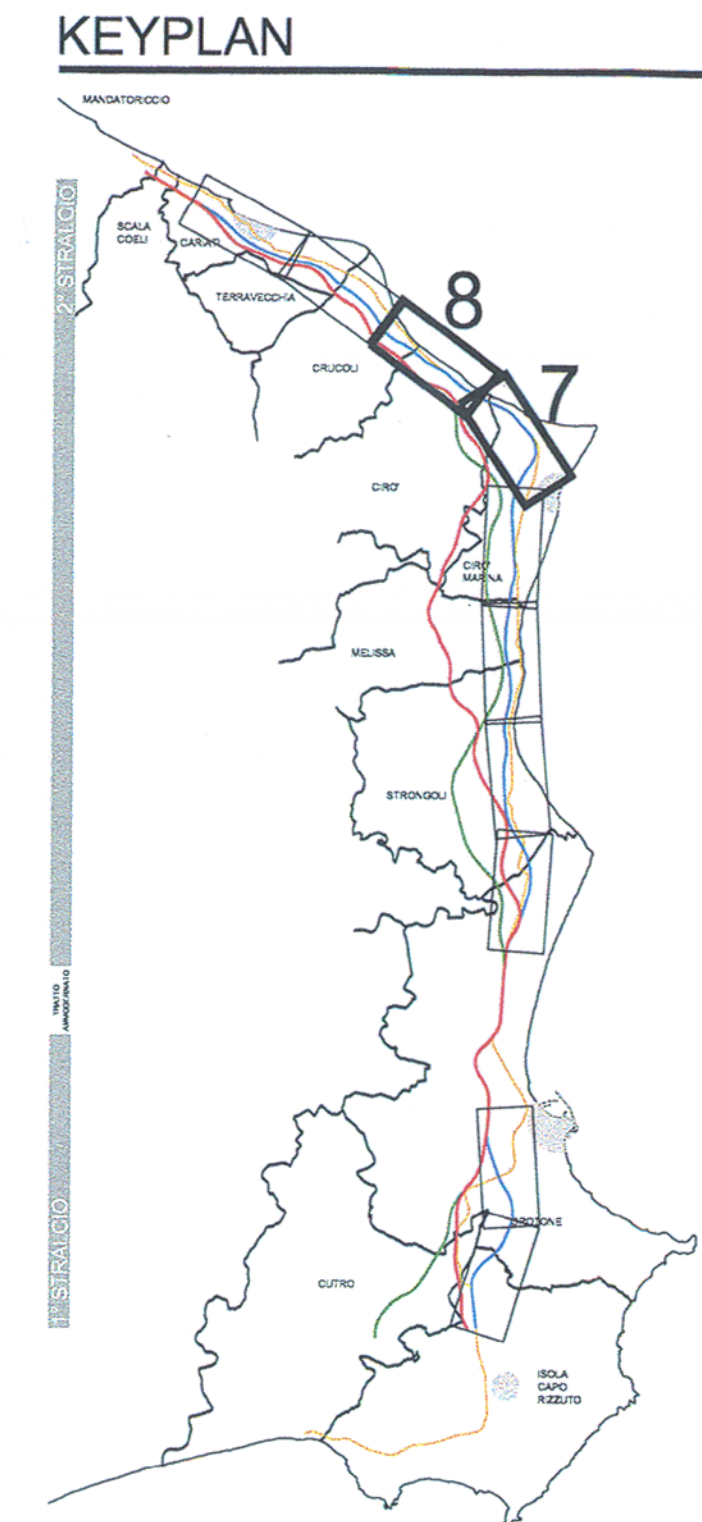 KEYPLAN
MANDATORICCIO
2° STRALCIO
SCALA
COELI
CARIATI
TERRAVECCHIA
8
CRUCOLI
7
CIRO'
CIRO'
MARINA
MELISSA
STRONGOLI
TRATTO
AMMODERNATO
CROTONE
1° STRALCIO
CUTRO
ISOLA
CAPO
RIZZUTO